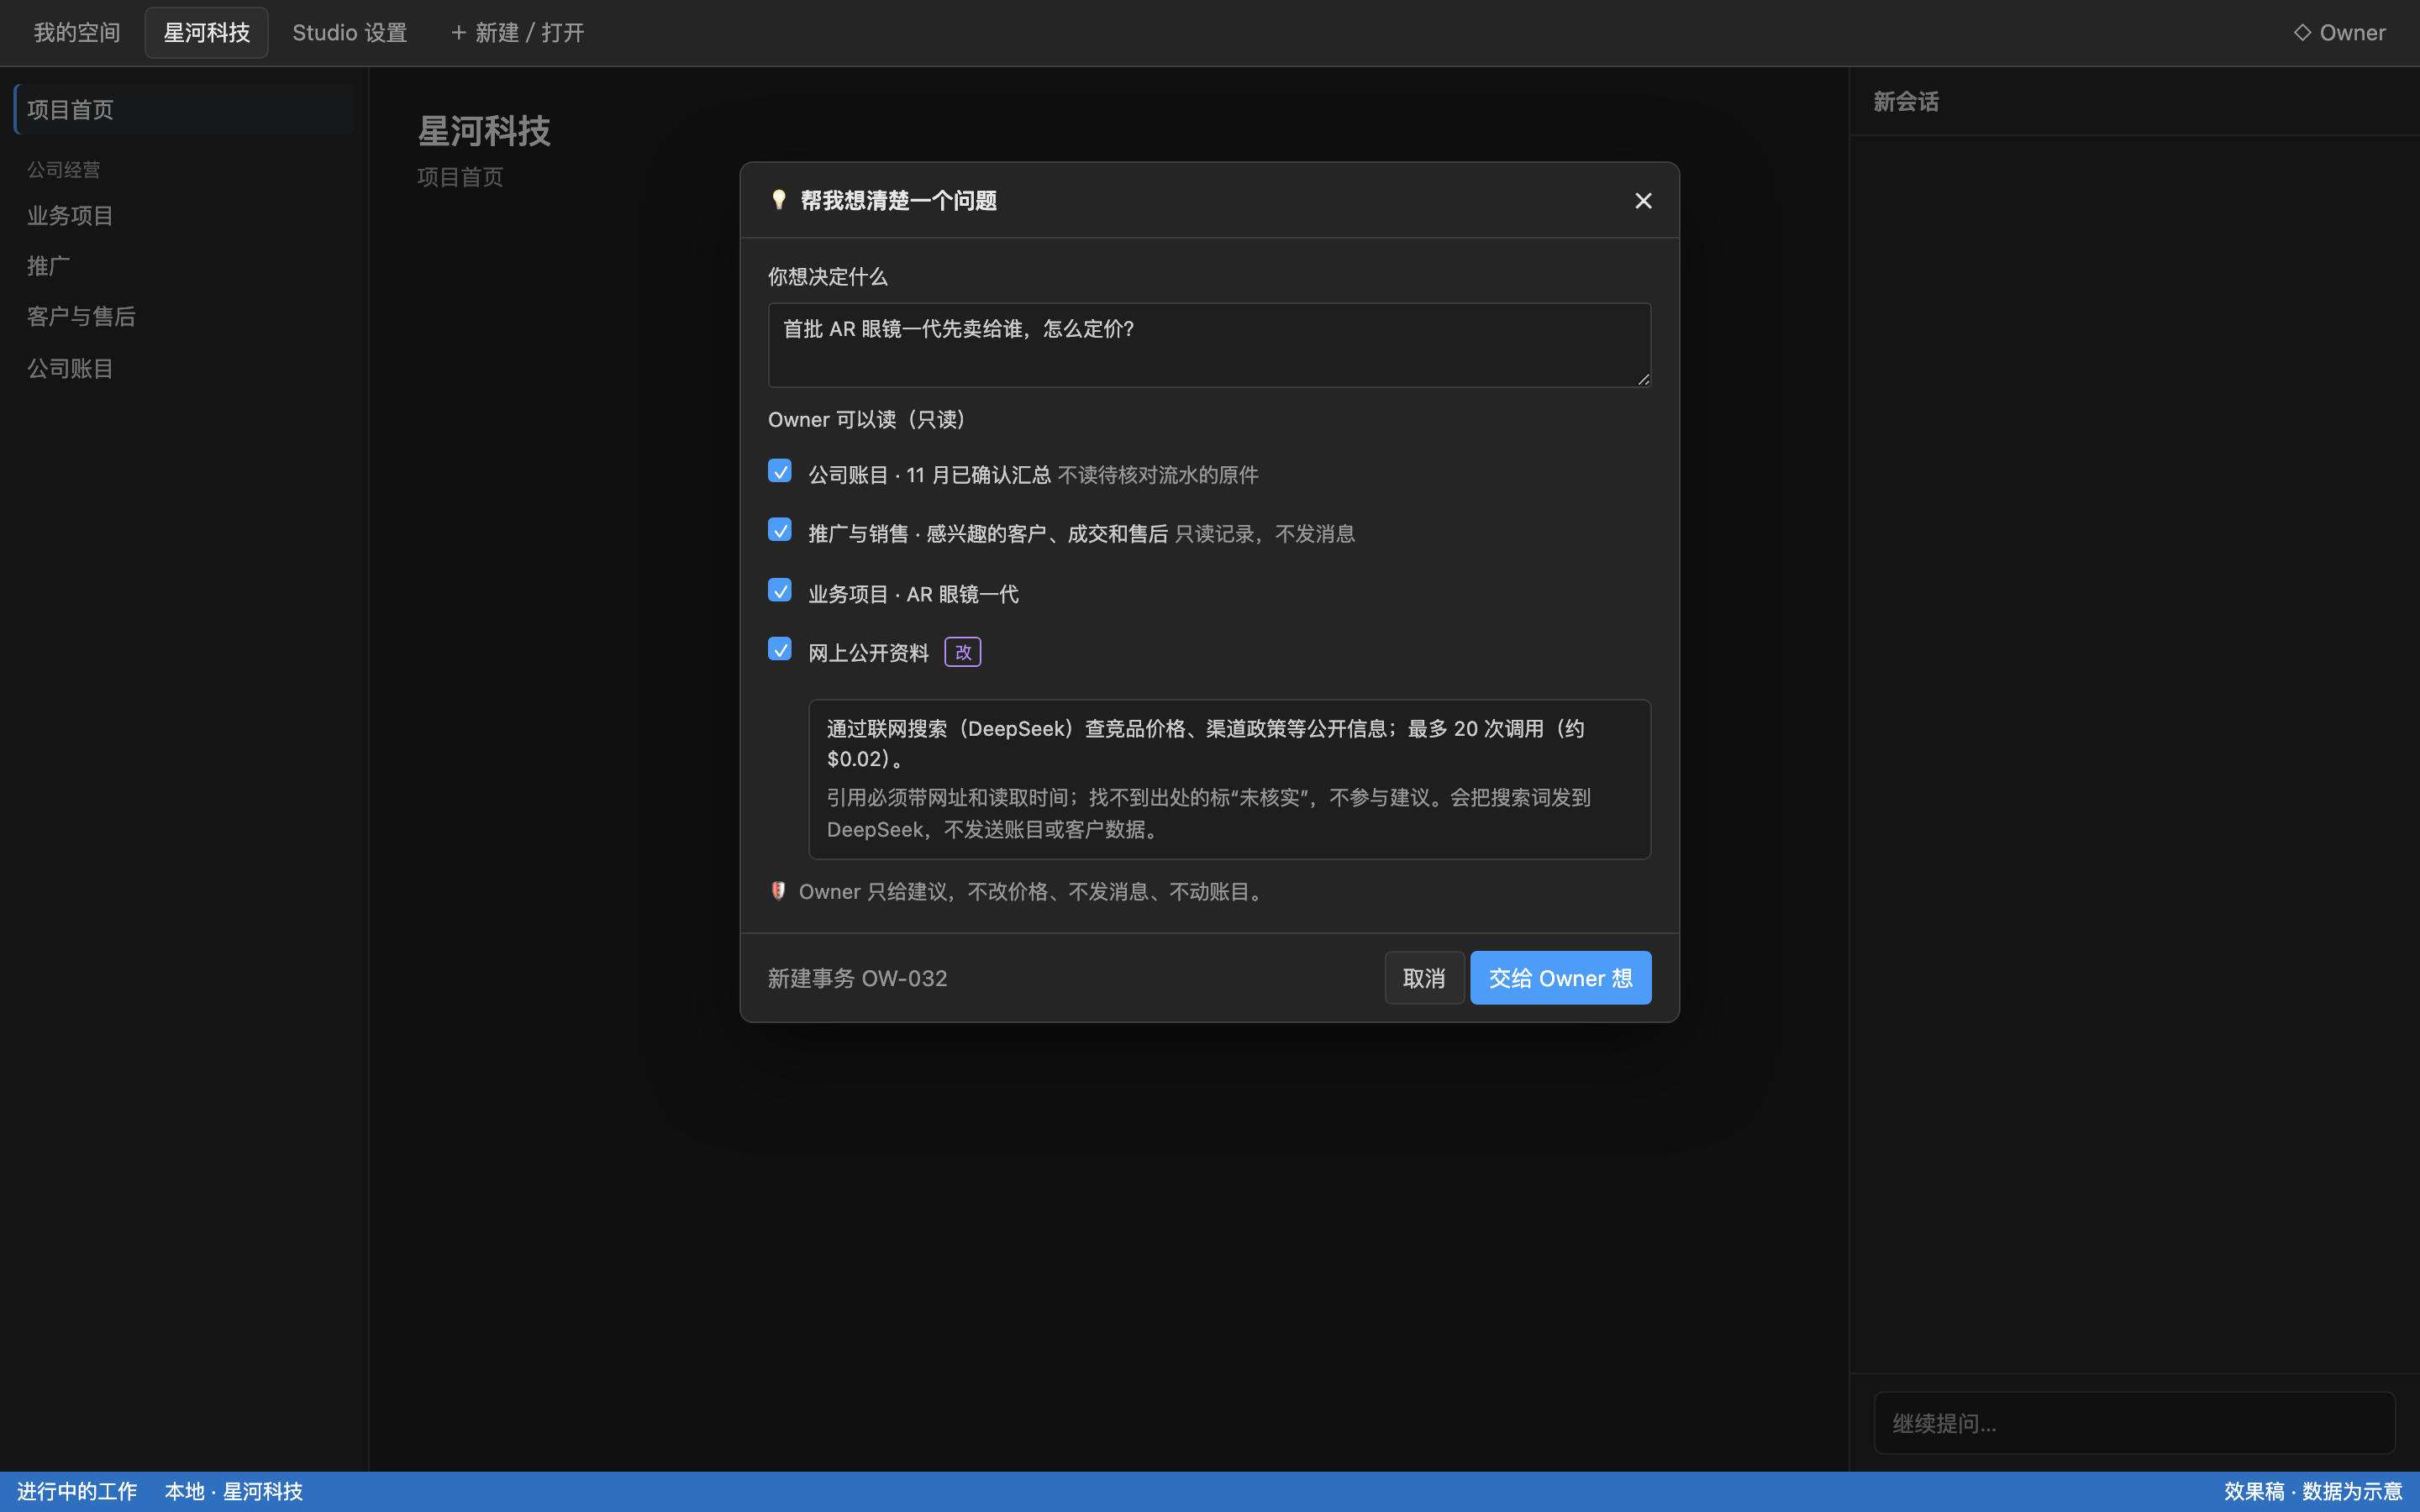 我的空间
星河科技
Studio 设置
+ 新建 / 打开
◇ Owner
项目首页
公司经营
业务项目
推广
客户与售后
公司账目
星河科技
项目首页
新会话
帮我想清楚一个问题
你想决定什么
首批 AR 眼镜一代先卖给谁，怎么定价？
Owner 可以读（只读）
公司账目 · 11 月已确认汇总 不读待核对流水的原件
推广与销售 · 感兴趣的客户、成交和售后 只读记录，不发消息
业务项目 · AR 眼镜一代
网上公开资料 改
通过联网搜索（DeepSeek）查竞品价格、渠道政策等公开信息；最多 20 次调用（约
$0.02）。
引用必须带网址和读取时间；找不到出处的标“未核实”，不参与建议。会把搜索词发到
DeepSeek，不发送账目或客户数据。
Owner 只给建议，不改价格、不发消息、不动账目。
新建事务 OW-032
取消
交给 Owner 想
继续提问...
进行中的工作
本地 · 星河科技
效果稿 · 数据为示意